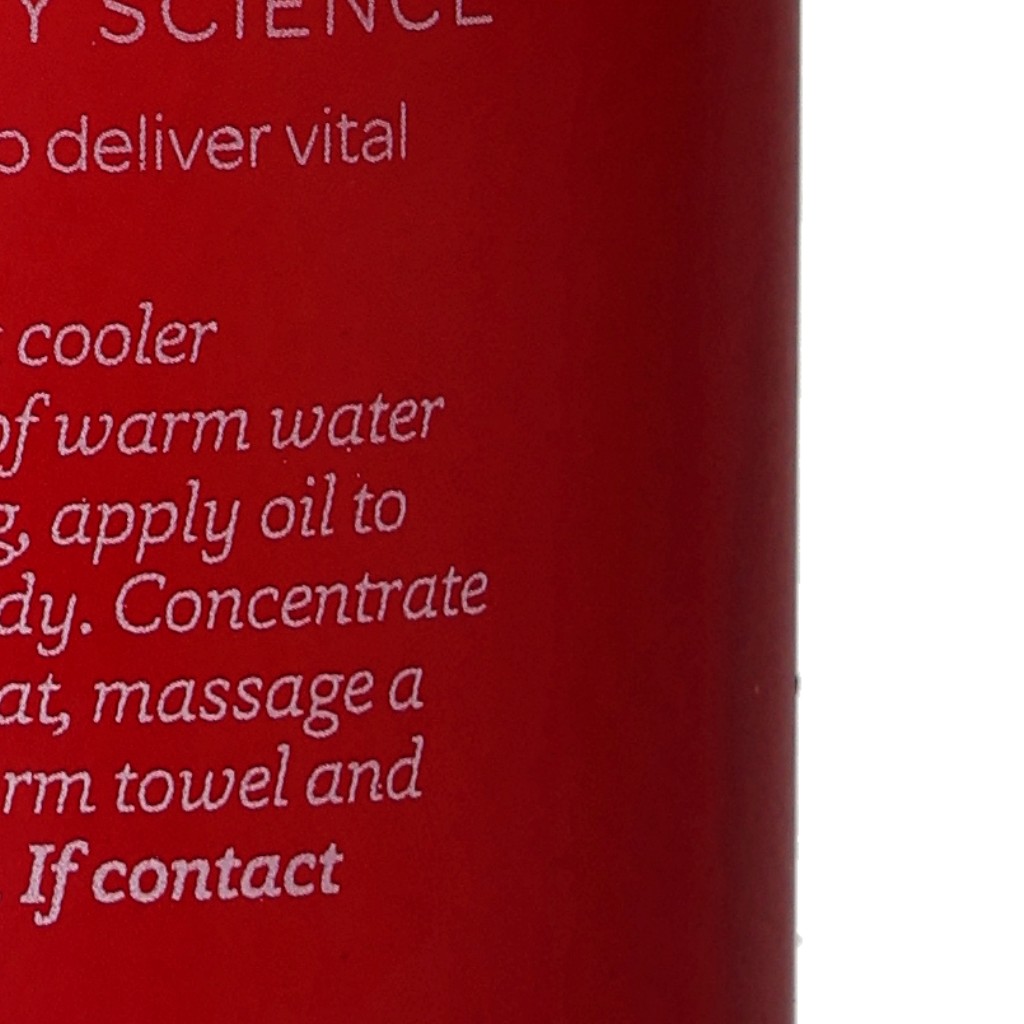 Y SCIENCE
o deliver vital
cooler
of warm water
g, apply oil to
dy. Concentrate
at, massage a
rm towel and
If contact